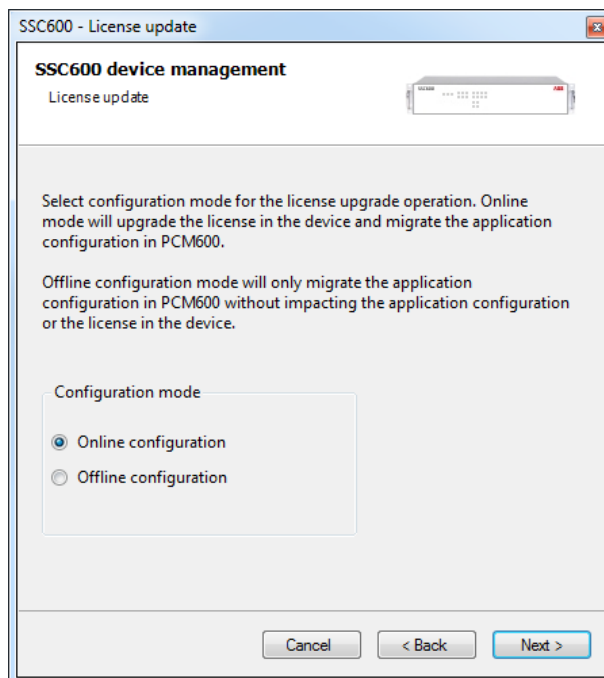 SSC600 - License update
SSC600 device management
License update
SSC600
ABB
Select configuration mode for the license upgrade operation. Online
mode will upgrade the license in the device and migrate the application
configuration in PCM600.
Offline configuration mode will only migrate the application
configuration in PCM600 without impacting the application configuration
or the license in the device.
Configuration mode
Online configuration
Offline configuration
Cancel
< Back
Next >